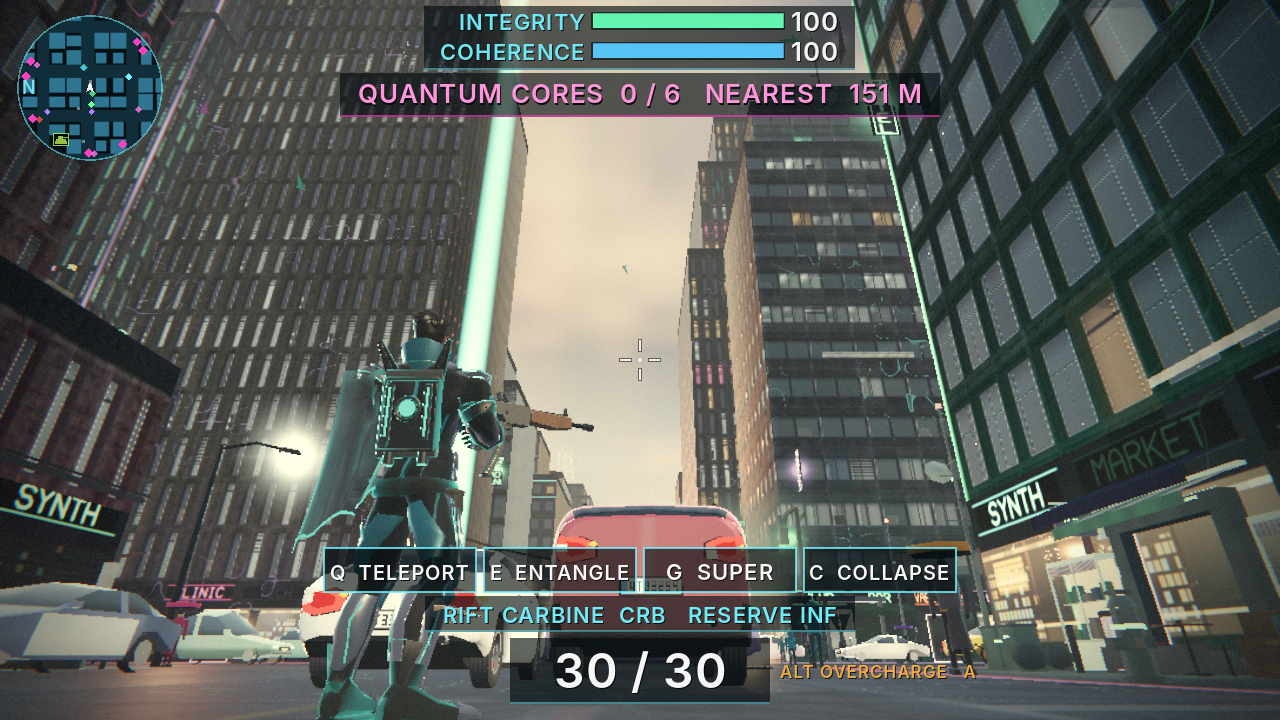 INTEGRITY 100
COHERENCE 100
QUANTUM CORES 0 / 6 NEAREST 151 M
N
E
MARKET
SYNTH
SYNTH
LINIC
Q TELEPORT
E ENTANGLE
G SUPER
C COLLAPSE
RIFT CARBINE CRB RESERVE INF
30 / 30
ALT OVERCHARGE A